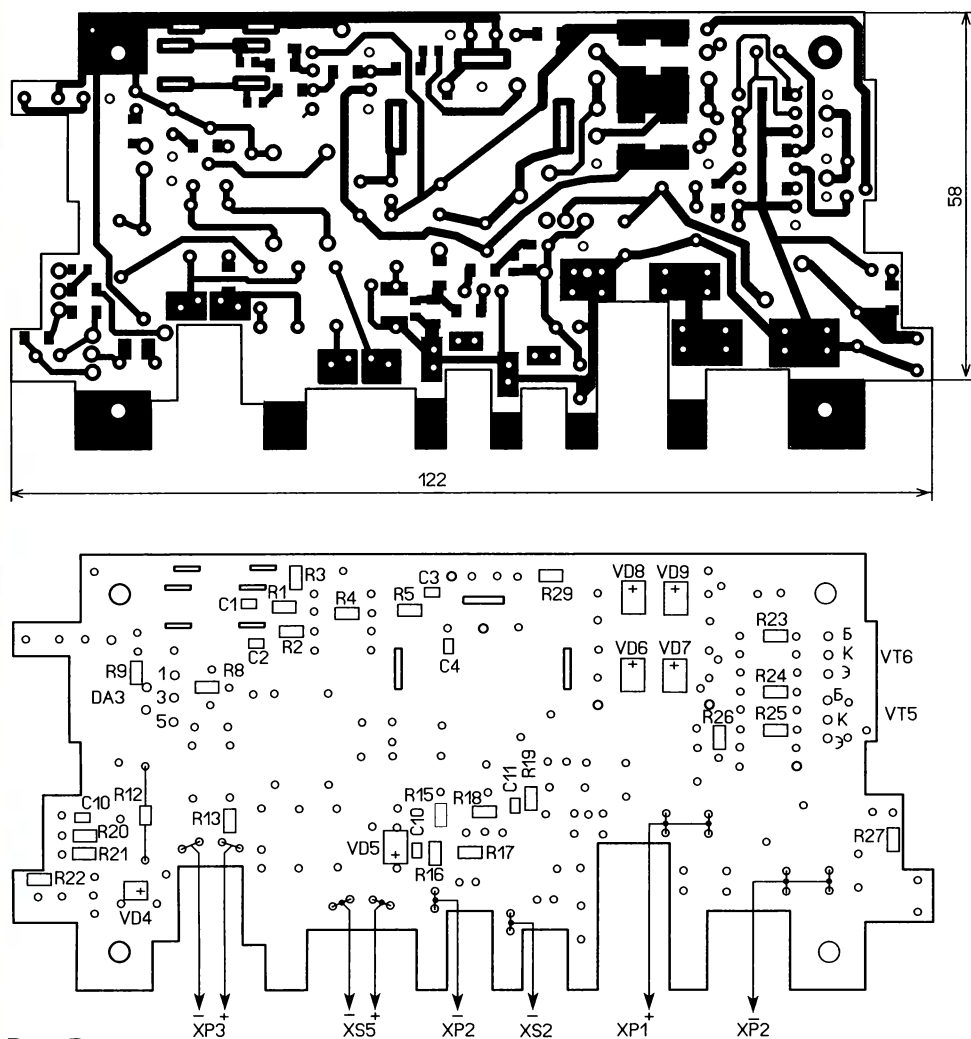 58
122
R3
C3
VD8 VD9
C1 R1 R4 R5
R29
R23
Б
К VT6
Э
C2 R2
C4
VD6 VD7
R9 1 R8
DA3 3
5
R24
Б
К VT5
Э
R26 R25
R12
C10
R20
R21
R22
VD4
R13
R15 R18 C11 R19
VD5 + C10
R16 R17
R27
+
- + - + - - + -
XP3 XS5 XP2 XS2 XP1 XP2